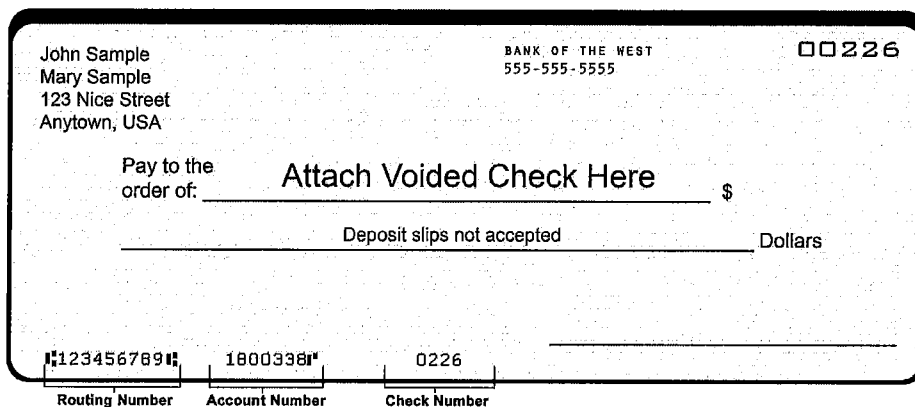 John Sample
Mary Sample
123 Nice Street
Anytown, USA
BANK OF THE WEST
555-555-5555
00226
Pay to the
order of:
Attach Voided Check Here
$
Deposit slips not accepted
Dollars
⑆123456789⑆ 1800338⑈ 0226
Routing Number Account Number Check Number